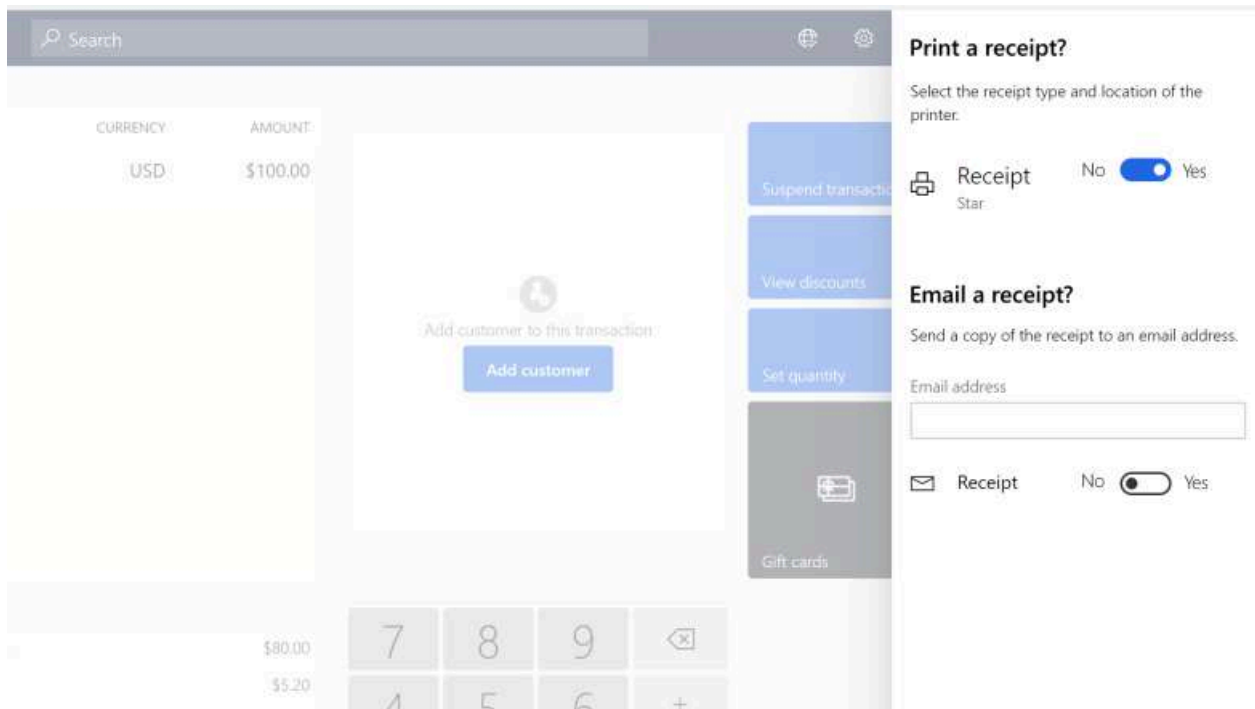 Search
CURRENCY AMOUNT
USD $100.00
Add customer to this transaction
Add customer
Suspend
View discounts
Set quantity
Gift cards
$80.00
$5.20
7 8 9
4 5 6 +
Print a receipt?
Select the receipt type and location of the
printer.
Receipt No Yes
Star
Email a receipt?
Send a copy of the receipt to an email address.
Email address
Receipt No Yes